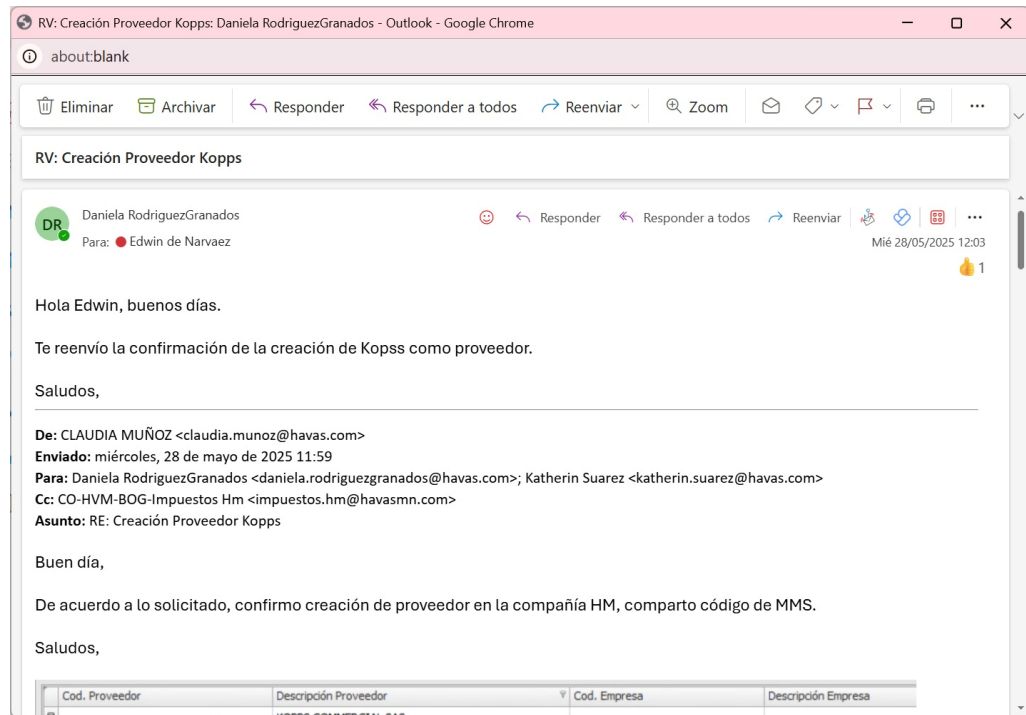 RV: Creación Proveedor Kopps: Daniela RodriguezGranados - Outlook - Google Chrome
about:blank
Eliminar Archivar Responder Responder a todos Reenviar Zoom
RV: Creación Proveedor Kopps
DR
Daniela RodriguezGranados
Responder Responder a todos Reenviar
Para: Edwin de Narvaez
Mié 28/05/2025 12:03
1
Hola Edwin, buenos días.
Te reenvío la confirmación de la creación de Kopss como proveedor.
Saludos,
De: CLAUDIA MUÑOZ <claudia.munoz@havas.com>
Enviado: miércoles, 28 de mayo de 2025 11:59
Para: Daniela RodriguezGranados <daniela.rodriguezgranados@havas.com>; Katherin Suarez <katherin.suarez@havas.com>
Cc: CO-HVM-BOG-Impuestos Hm <impuestos.hm@havasmn.com>
Asunto: RE: Creación Proveedor Kopps
Buen día,
De acuerdo a lo solicitado, confirmo creación de proveedor en la compañía HM, comparto código de MMS.
Saludos,
Cod. Proveedor Descripción Proveedor Cod. Empresa Descripción Empresa
KOPPS COMMERCIAL SAS